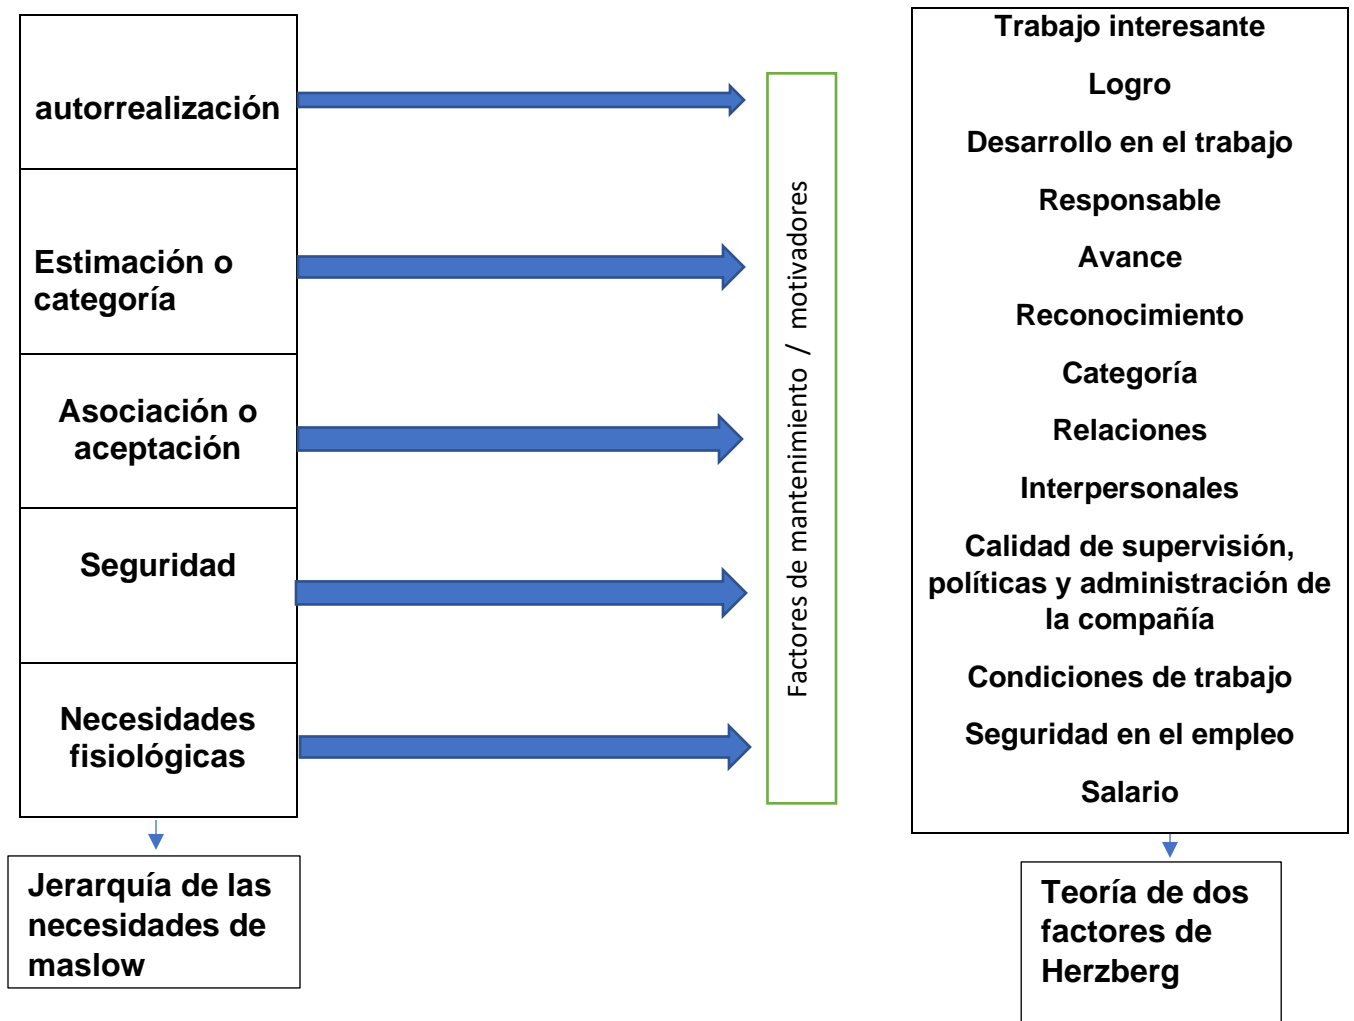 autorrealización
Estimación o
categoría
Asociación o
aceptación
Seguridad
Necesidades
fisiológicas
Jerarquía de las
necesidades de
maslow
Factores de mantenimiento / motivadores
Trabajo interesante
Logro
Desarrollo en el trabajo
Responsable
Avance
Reconocimiento
Categoría
Relaciones
Interpersonales
Calidad de supervisión,
políticas y administración de
la compañía
Condiciones de trabajo
Seguridad en el empleo
Salario
Teoría de dos
factores de
Herzberg